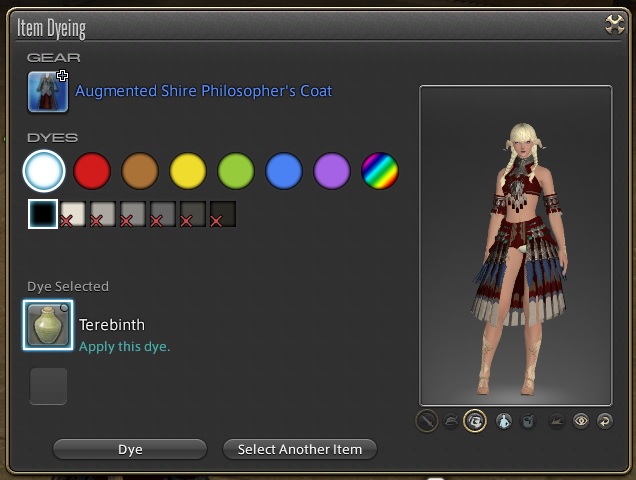 Item Dyeing
GEAR
Augmented Shire Philosopher's Coat
DYES
Dye Selected
Terebinth
Apply this dye.
Dye
Select Another Item